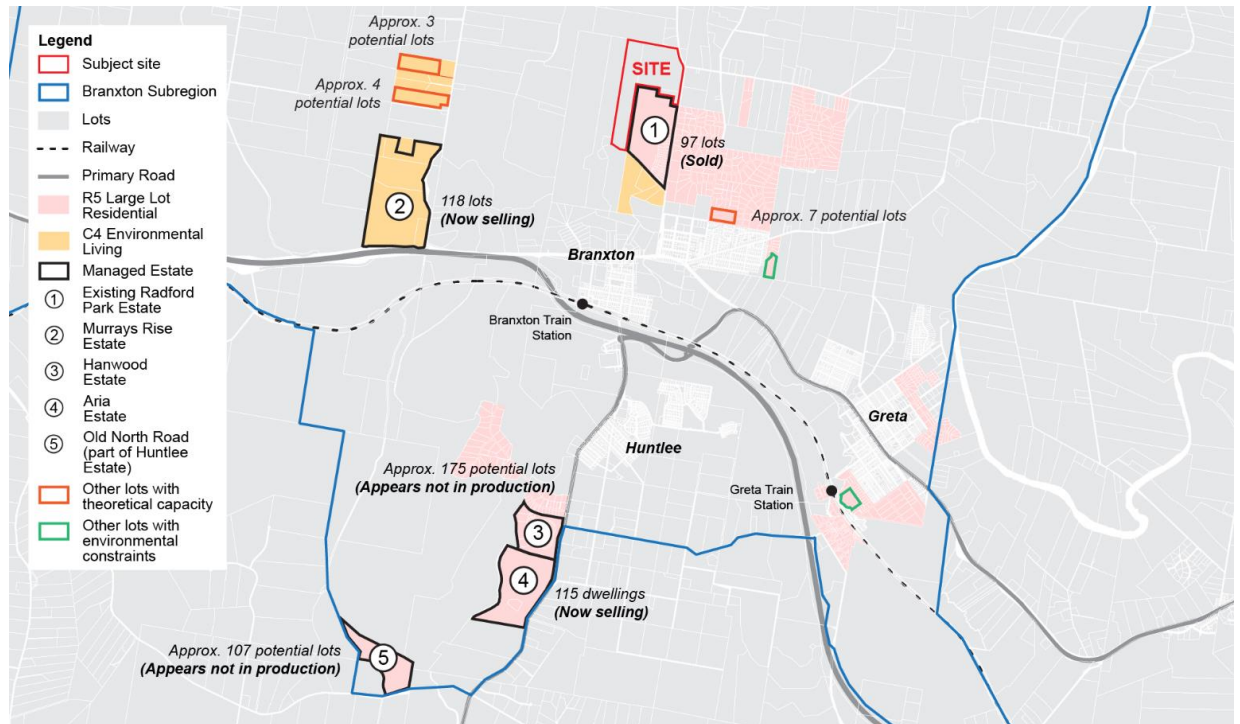 Legend
Subject site
Branxton Subregion
Lots
Railway
Primary Road
R5 Large Lot
Residential
C4 Environmental
Living
Managed Estate
1
Existing Radford
Park Estate
2
Murrays Rise
Estate
3
Hanwood
Estate
4
Aria
Estate
5
Old North Road
(part of Huntlee
Estate)
Other lots with
theoretical capacity
Other lots with
environmental
constraints
Approx. 3
potential lots
Approx. 4
potential lots
SITE
1
97 lots
(Sold)
2
118 lots
(Now selling)
Approx. 7 potential lots
Branxton
Branxton Train
Station
Greta
Huntlee
Approx. 175 potential lots
(Appears not in production)
Greta Train
Station
3
4
115 dwellings
(Now selling)
Approx. 107 potential lots
(Appears not in production)
5